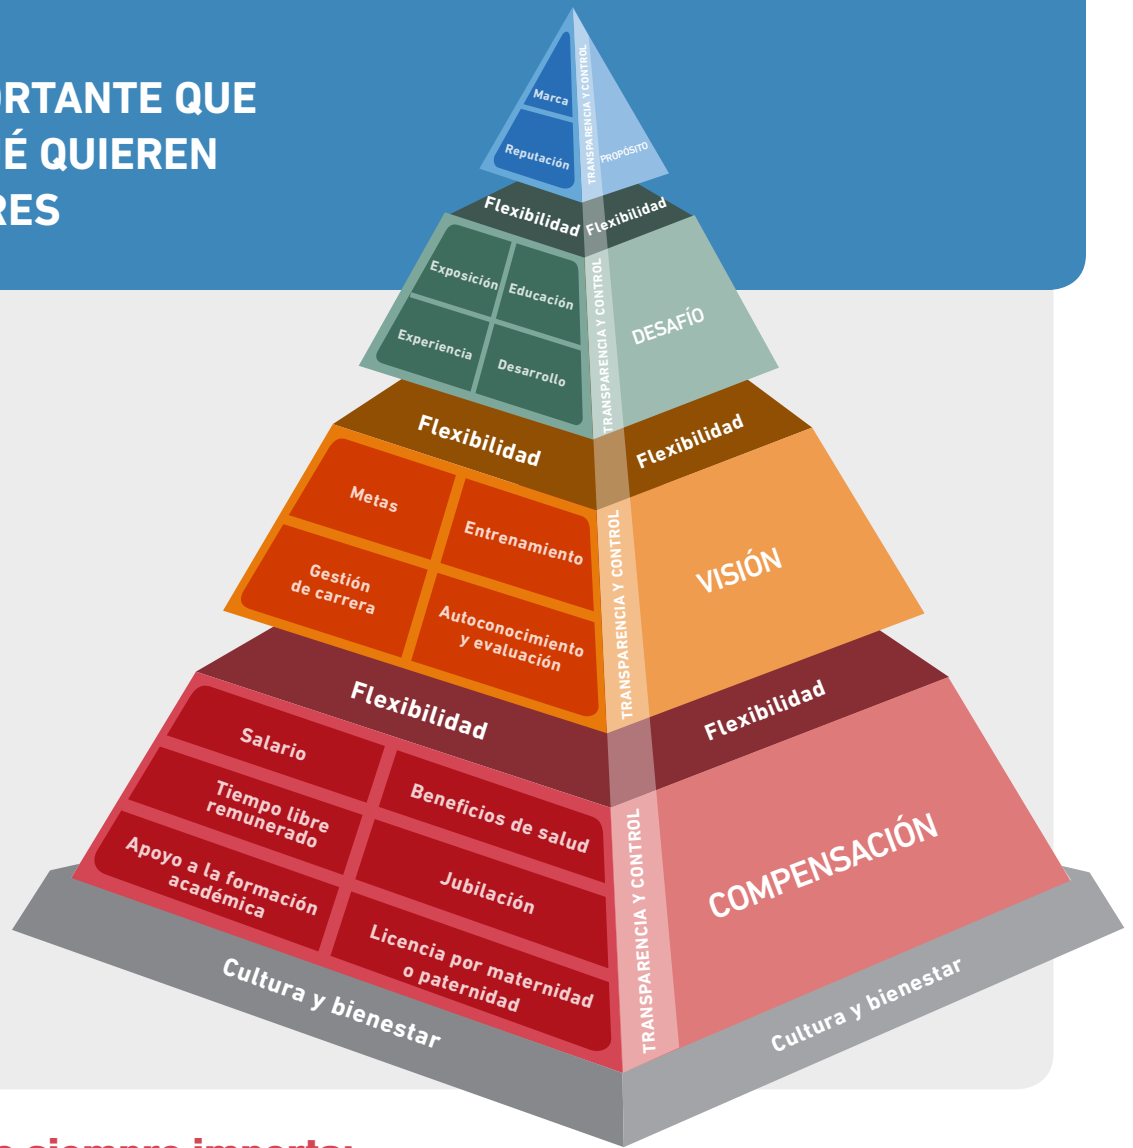 ORTANTE QUE
É QUIEREN
RES
Marca
Reputación
TRANSPARENCIA Y CONTROL
PROPÓSITO
Flexibilidad
Flexibilidad
Exposición
Educación
Experiencia
Desarrollo
TRANSPARENCIA Y CONTROL
DESAFÍO
Flexibilidad
Flexibilidad
Metas
Entrenamiento
Gestión
de carrera
Autoconocimiento
y evaluación
TRANSPARENCIA Y CONTROL
VISIÓN
Flexibilidad
Flexibilidad
Salario
Beneficios de salud
Tiempo libre
remunerado
Jubilación
Apoyo a la formación
académica
Licencia por maternidad
o paternidad
TRANSPARENCIA Y CONTROL
COMPENSACIÓN
Cultura y bienestar
Cultura y bienestar
siempre importa: